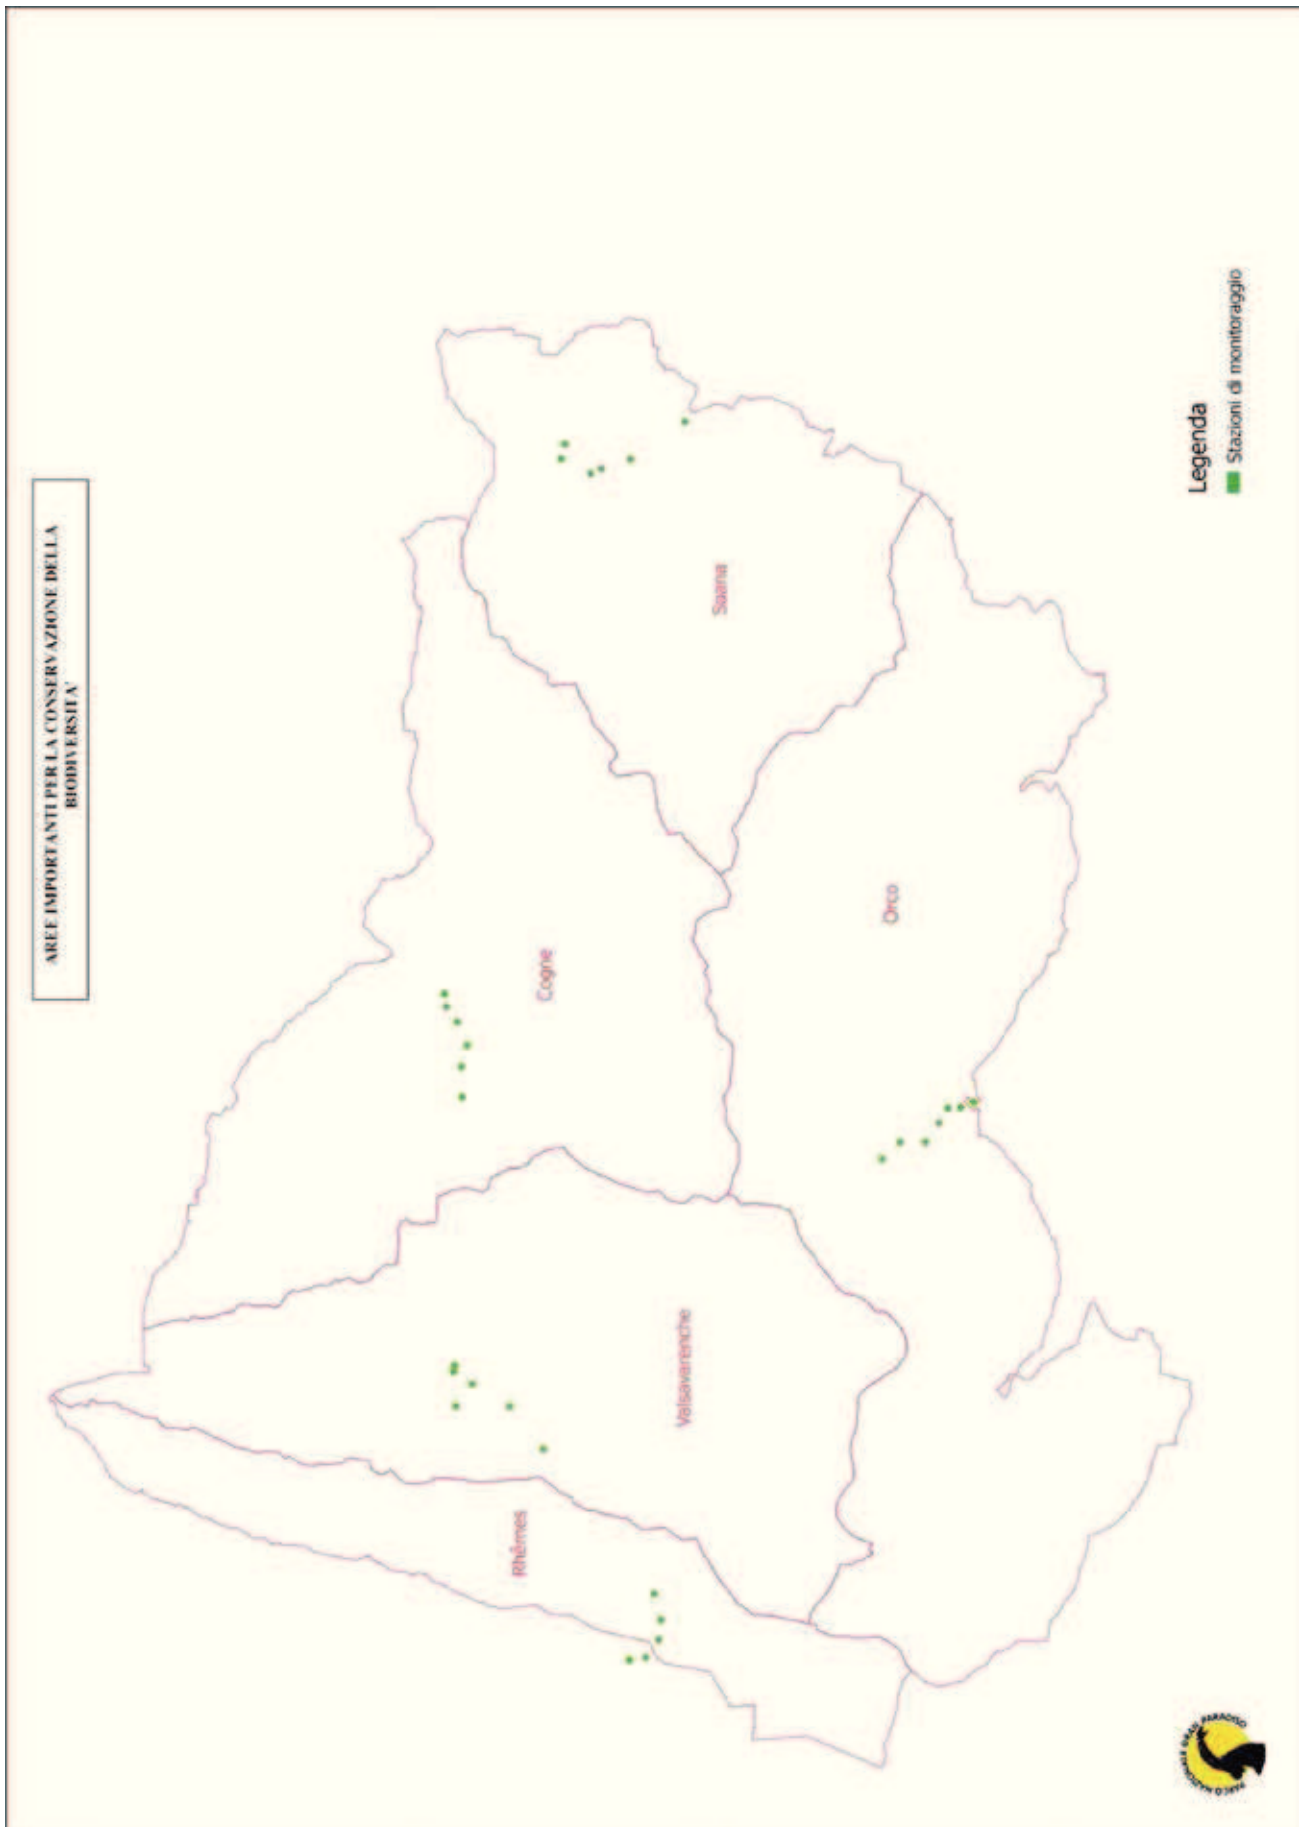 AREE IMPORTANTI PER LA CONSERVAZIONE DELLA
BIODIVERSITA'
Rhêmes
Valsavarenche
Cogne
Soana
Orco
Legenda
Stazioni di monitoraggio
PARCO NAZIONALE GRAN PARADISO